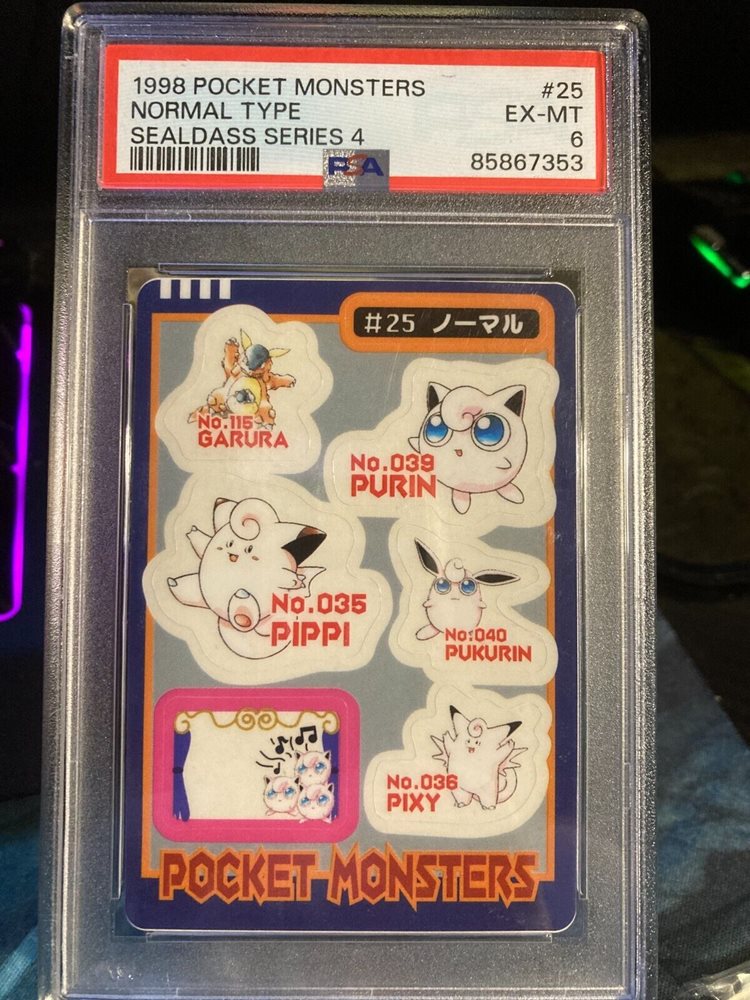 1998 POCKET MONSTERS #25
NORMAL TYPE EX-MT
SEALDASS SERIES 4 6
PSA 85867353
#25 ノーマル
No.115
GARURA
No.039
PURIN
No.035
PIPPI
No:040
PUKURIN
No.036
PIXY
POCKET MONSTERS